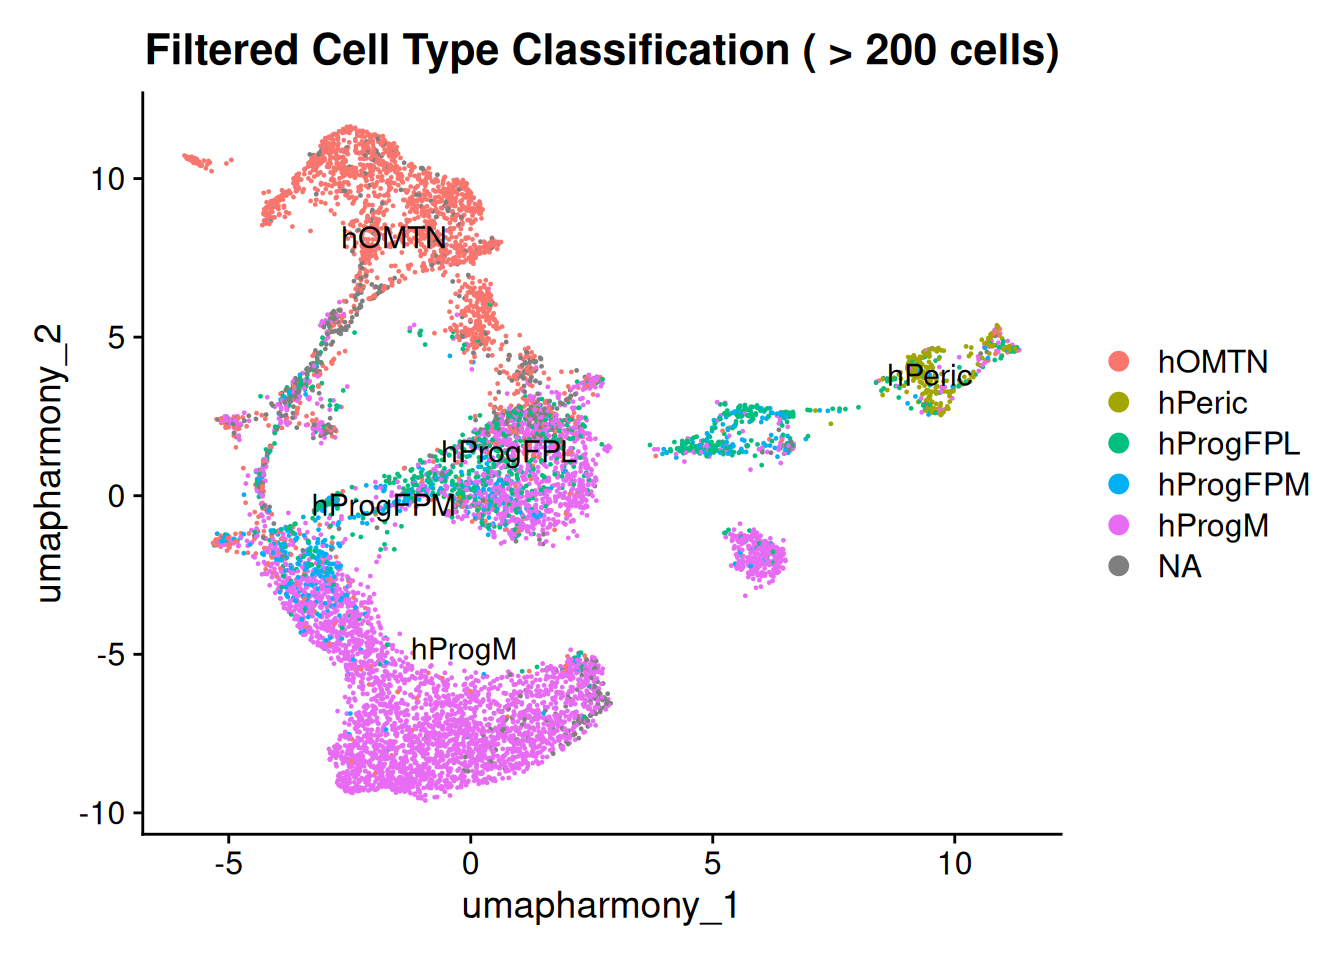 Filtered Cell Type Classification ( > 200 cells)
umapharmony_2
10
5
0
-5
-10
hOMTN
hPeric
hProgFPL
hProgFPM
hProgM
-5
0
5
10
umapharmony_1
hOMTN
hPeric
hProgFPL
hProgFPM
hProgM
NA